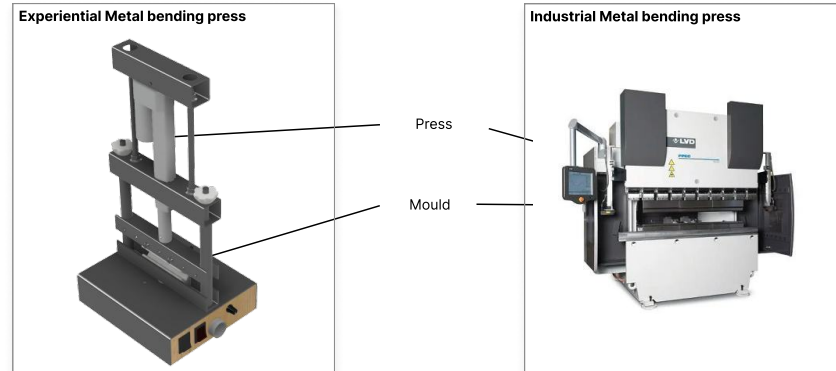 Experiential Metal bending press
Industrial Metal bending press
Press
Mould
LVD